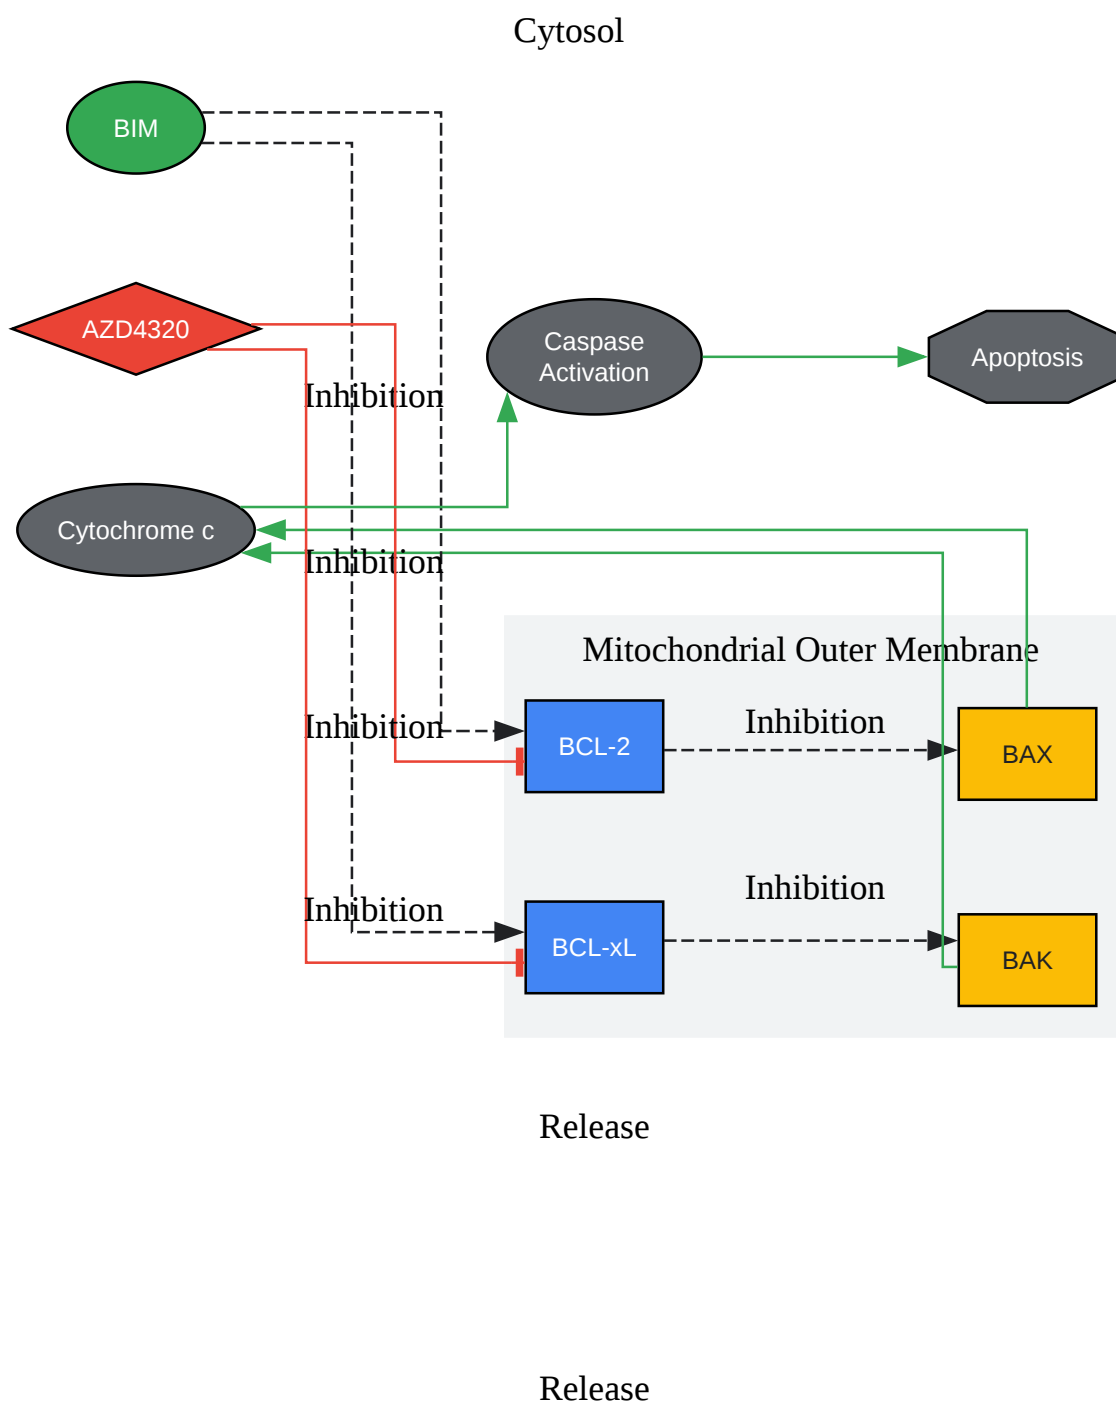 Cytosol
BIM
AZD4320
Caspase
Activation
Apoptosis
Inhibition
Cytochrome c
Inhibition
Mitochondrial Outer Membrane
Inhibition
BCL-2
Inhibition
BAX
Inhibition
BCL-xL
Inhibition
BAK
Release
Release